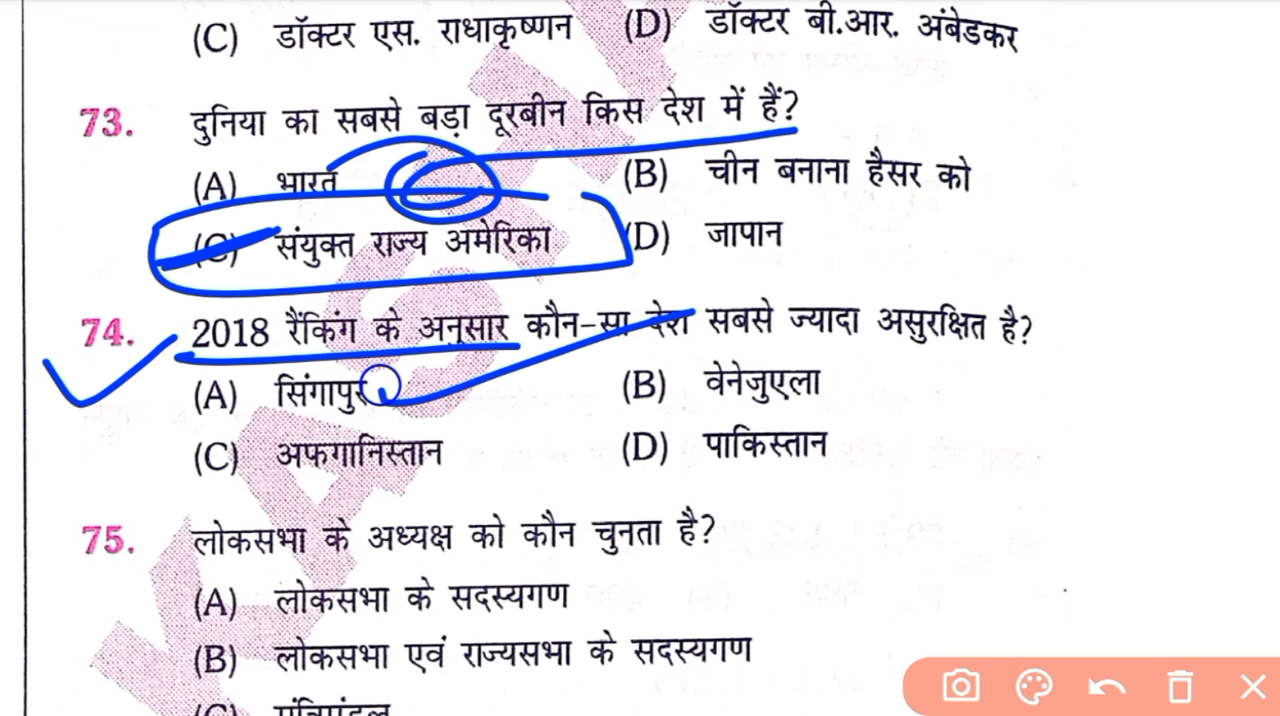 (C) डॉक्टर एस. राधाकृष्णन (D) डॉक्टर बी.आर. अंबेडकर
73. दुनिया का सबसे बड़ा दूरबीन किस देश में हैं?
(A) भारत (B) चीन बनाना हैसर को
(C) संयुक्त राज्य अमेरिका (D) जापान
74. 2018 रैंकिंग के अनुसार कौन-सा देश सबसे ज्यादा असुरक्षित है?
(A) सिंगापुर (B) वेनेजुएला
(C) अफगानिस्तान (D) पाकिस्तान
75. लोकसभा के अध्यक्ष को कौन चुनता है?
(A) लोकसभा के सदस्यगण
(B) लोकसभा एवं राज्यसभा के सदस्यगण
(C) मंत्रिमंडल